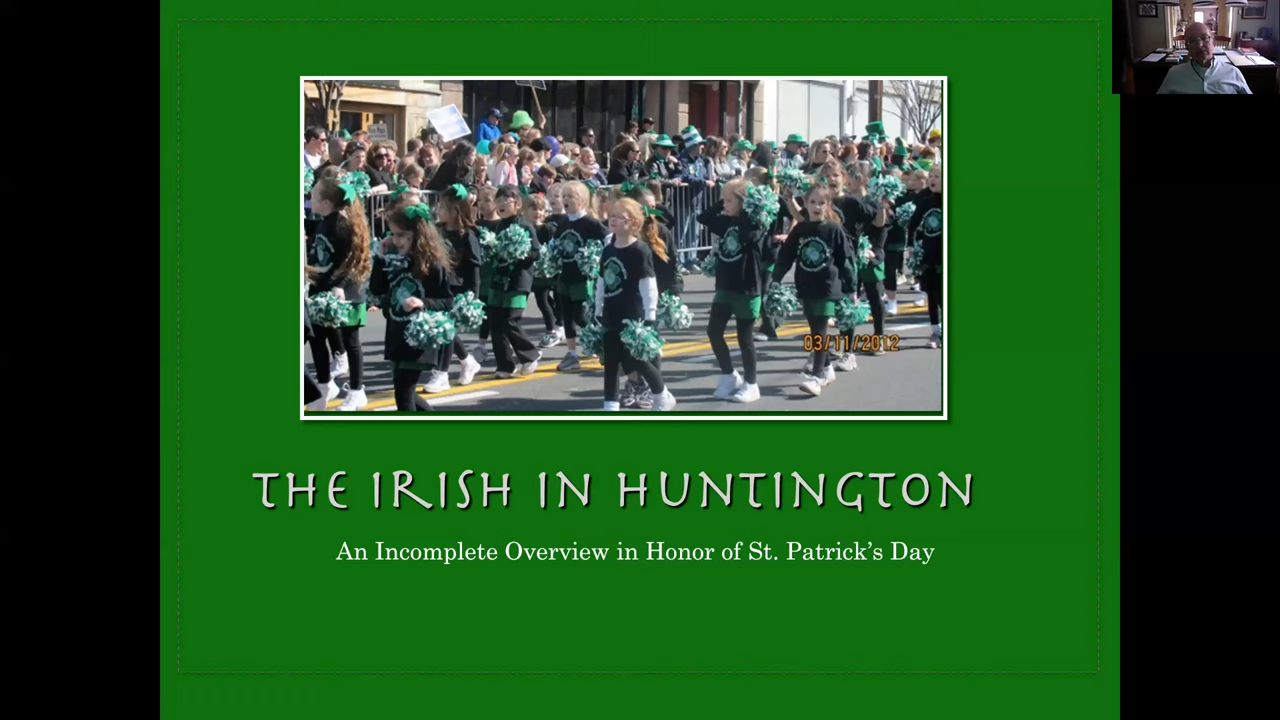 03/11/2012
THE IRISH IN HUNTINGTON
An Incomplete Overview in Honor of St. Patrick's Day